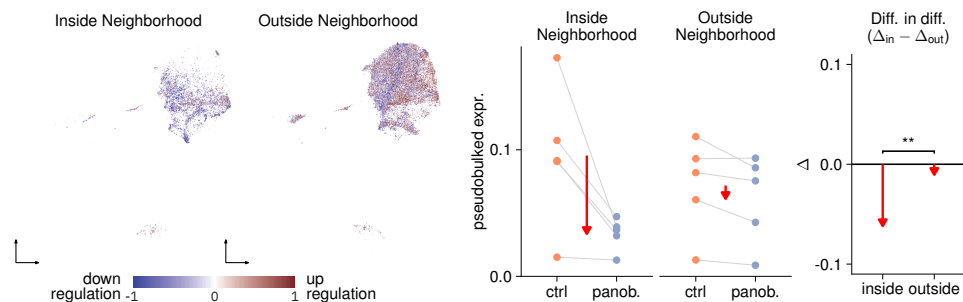 Inside Neighborhood
Outside Neighborhood
down
regulation
-1
0
1
up
regulation
Inside
Neighborhood
Outside
Neighborhood
pseudobulked expr.
0.1
0.0
ctrl
panob.
ctrl
panob.
Diff. in diff.
(Δin − Δout)
Δ
0.1
0.0
-0.1
**
inside outside